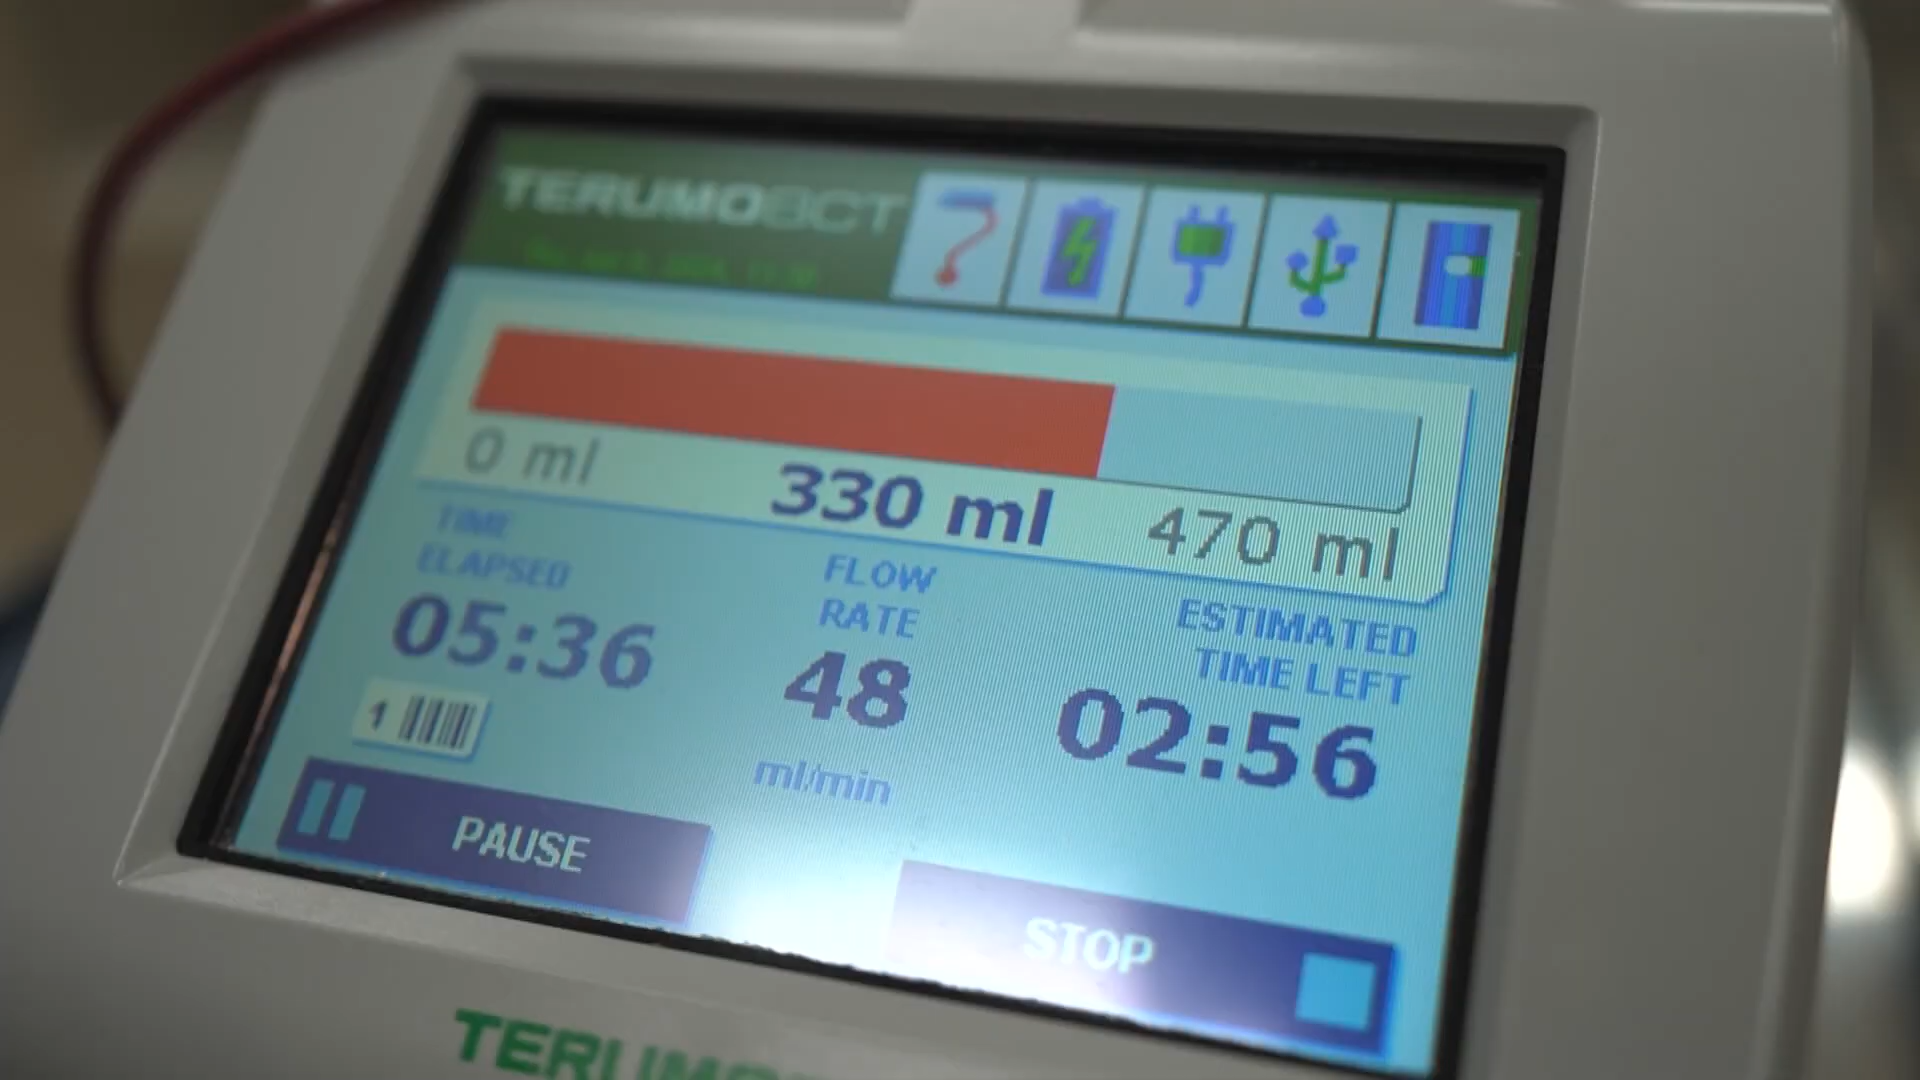 TERUMOBCT
0 ml
330 ml
470 ml
TIME
ELAPSED
05:36
FLOW
RATE
48
ml/min
ESTIMATED
TIME LEFT
02:56
1
PAUSE
STOP
TERUMO